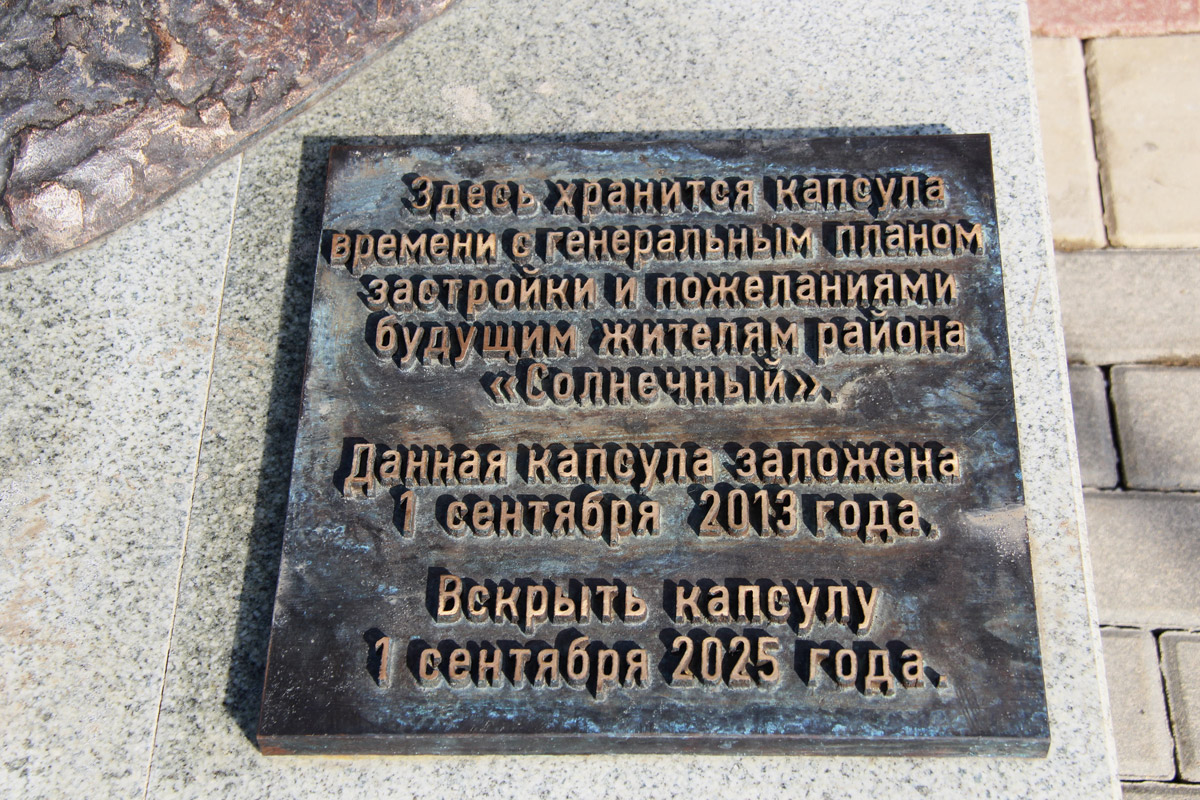 Здесь хранится капсула
времени с генеральным планом
застройки и пожеланиями
будущим жителям района
«Солнечный».
Данная капсула заложена
1 сентября 2013 года.
Вскрыть капсулу
1 сентября 2025 года.